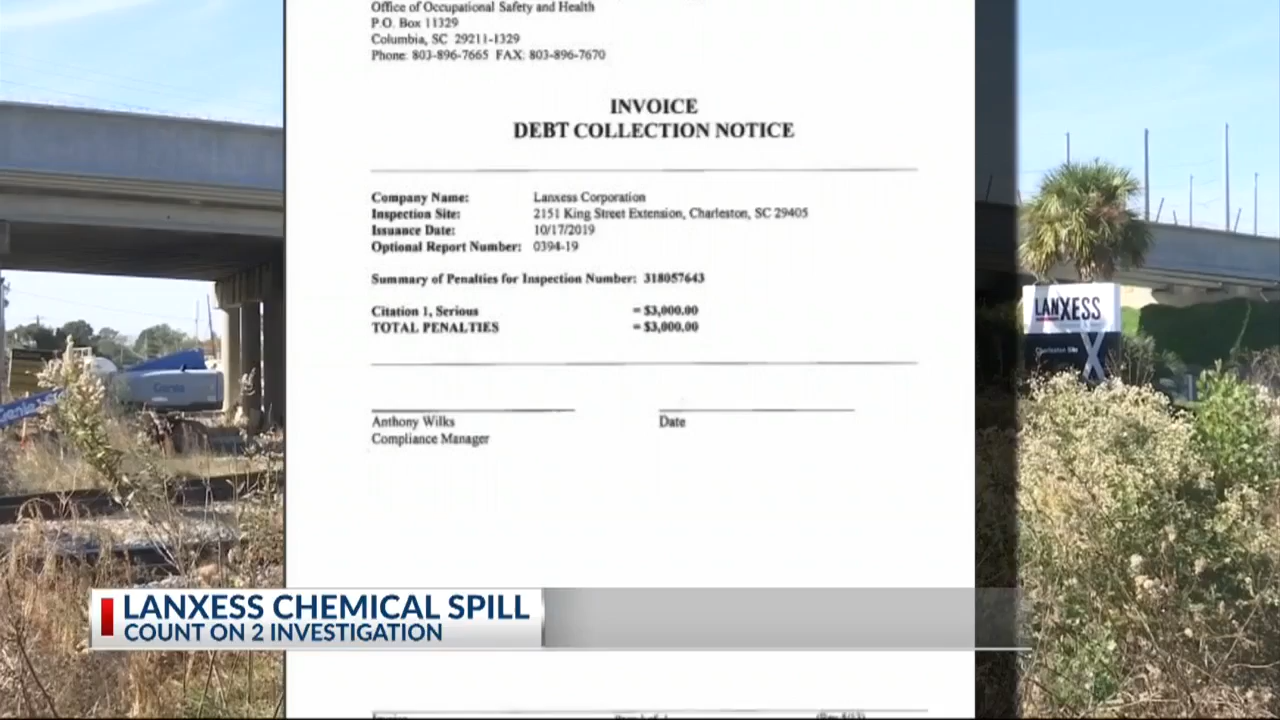 Office of Occupational Safety and Health
P.O. Box 11329
Columbia, SC 29211-1329
Phone: 803-896-7665 FAX: 803-896-7670
INVOICE
DEBT COLLECTION NOTICE
Company Name: Lanxess Corporation
Inspection Site: 2151 King Street Extension, Charleston, SC 29405
Issuance Date: 10/17/2019
Optional Report Number: 0394-19
Summary of Penalties for Inspection Number: 318057643
Citation 1, Serious = $3,000.00
TOTAL PENALTIES = $3,000.00
Anthony Wilks Date
Compliance Manager
LANXESS
Charleston Site
X
Genie
Genie
LANXESS CHEMICAL SPILL
COUNT ON 2 INVESTIGATION